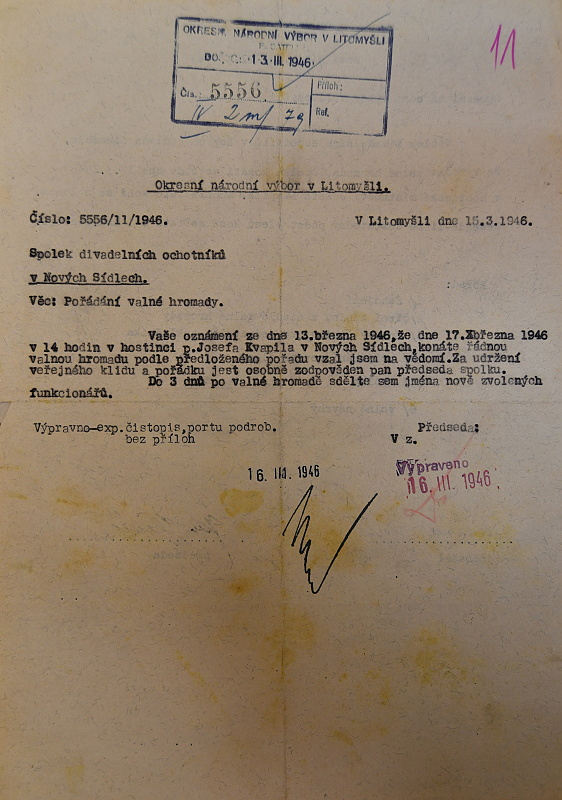 11
OKRESNÍ NÁRODNÍ VÝBOR V LITOMYŠLI
DOŠLO: 13. III. 1946
Čís.: 5556
Příloh:
Ref.
Okresní národní výbor v Litomyšli.
Číslo: 5556/11/1946.
V Litomyšli dne 15.3.1946.
Spolek divadelních ochotníků
v Nových Sídlech.
Věc: Pořádání valné hromady.
Vaše oznámení ze dne 13.března 1946,že dne 17.Xbřezna 1946
v 14 hodin v hostinci p.Josefa Kvapila v Nových Sídlech,konáte řádnou
valnou hromadu podle předloženého pořadu vzal jsem na vědomí.Za udržení
veřejného klidu a pořádku jest osobně zodpověden pan předseda spolku.
Do 3 dnů po valné hromadě sdělte sem jména nově zvolených
funkcionářů.
Výpravno-exp.čistopis,portu podrob.
bez příloh
Předseda:
V z.
16. III. 1946
Vypraveno
16. III. 1946